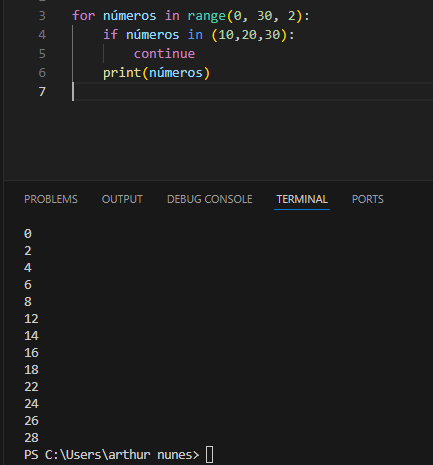 3 for números in range(0, 30, 2):
4 if números in (10,20,30):
5 continue
6 print(números)
7
PROBLEMS OUTPUT DEBUG CONSOLE TERMINAL PORTS
0
2
4
6
8
12
14
16
18
22
24
26
28
PS C:\Users\arthur nunes>